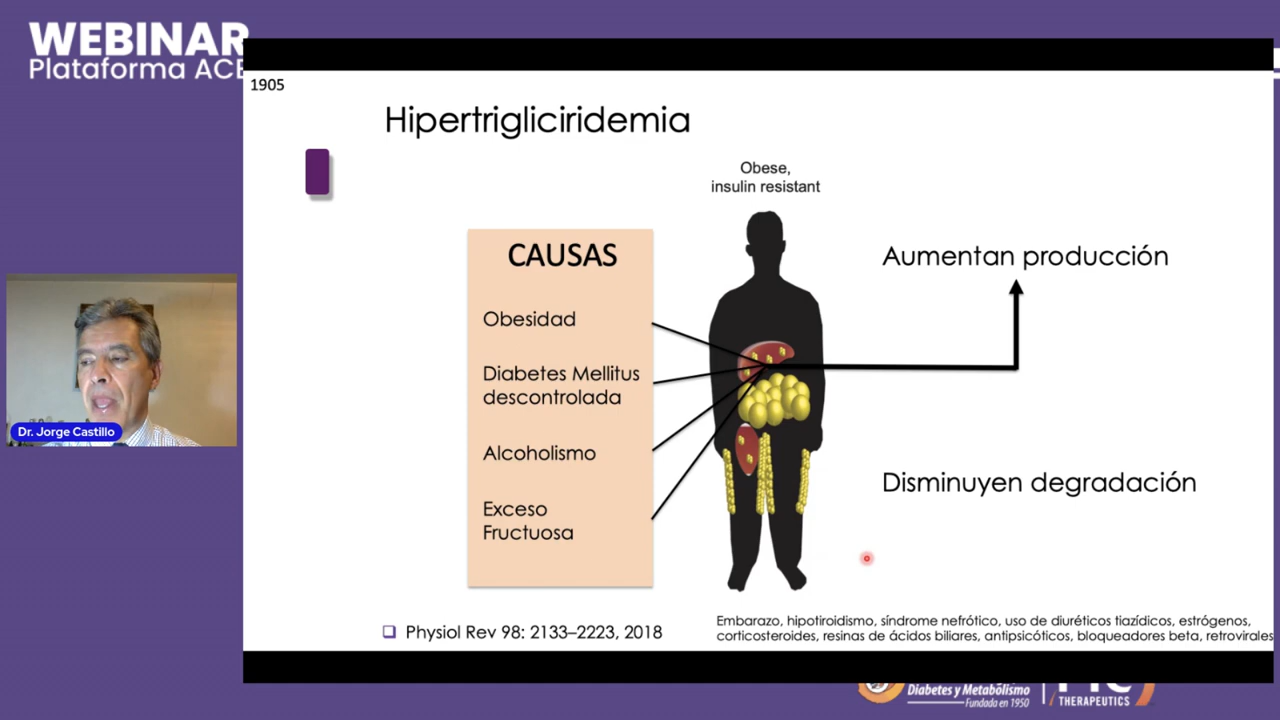 WEBINAR
Plataforma
1905
Hipertrigliciridemia
Obese,
insulin resistant
CAUSAS
Aumentan producción
Obesidad
Diabetes Mellitus
descontrolada
Alcoholismo
Disminuyen degradación
Exceso
Fructuosa
Dr. Jorge Castillo
Physiol Rev 98: 2133–2223, 2018
Embarazo, hipotiroidismo, síndrome nefrótico, uso de diuréticos tiazídicos, estrógenos,
corticosteroides, resinas de ácidos biliares, antipsicóticos, bloqueadores beta, retrovirales
Diabetes y Metabolismo
Fundada en 1950
THERAPEUTICS